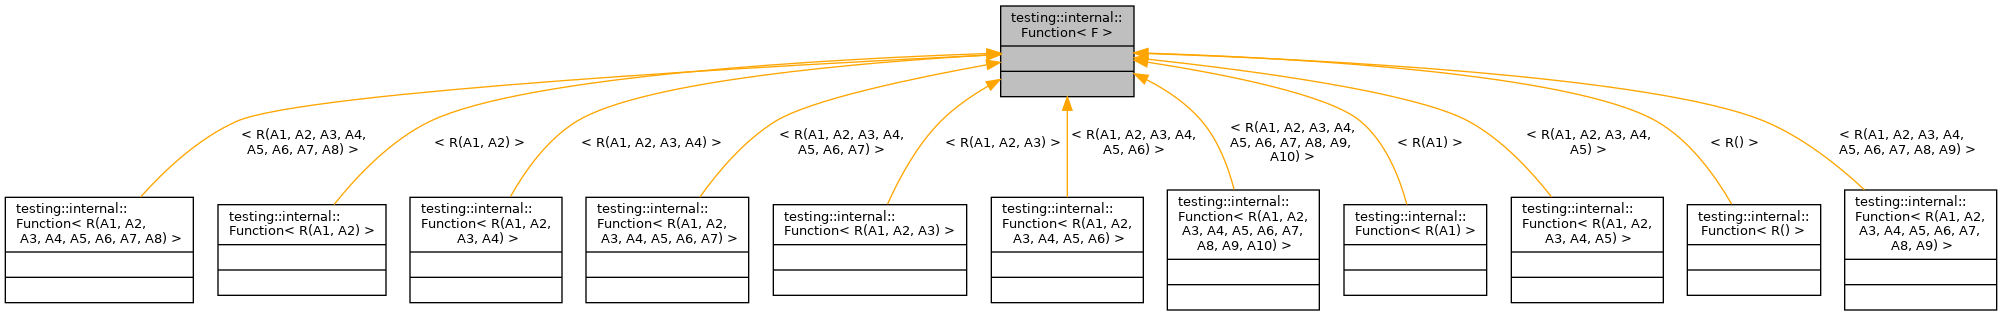 testing::internal::
Function< F >
< R(A1, A2, A3, A4,
A5, A6, A7, A8) >
< R(A1, A2) >
< R(A1, A2, A3, A4) >
< R(A1, A2, A3, A4,
A5, A6, A7) >
< R(A1, A2, A3) >
< R(A1, A2, A3, A4,
A5, A6) >
< R(A1, A2, A3, A4,
A5, A6, A7, A8, A9,
A10) >
< R(A1) >
< R(A1, A2, A3, A4,
A5) >
< R() >
< R(A1, A2, A3, A4,
A5, A6, A7, A8, A9) >
testing::internal::
Function< R(A1, A2,
A3, A4, A5, A6, A7, A8) >
testing::internal::
Function< R(A1, A2) >
testing::internal::
Function< R(A1, A2,
A3, A4) >
testing::internal::
Function< R(A1, A2,
A3, A4, A5, A6, A7) >
testing::internal::
Function< R(A1, A2, A3) >
testing::internal::
Function< R(A1, A2,
A3, A4, A5, A6) >
testing::internal::
Function< R(A1, A2,
A3, A4, A5, A6, A7,
A8, A9, A10) >
testing::internal::
Function< R(A1) >
testing::internal::
Function< R(A1, A2,
A3, A4, A5) >
testing::internal::
Function< R() >
testing::internal::
Function< R(A1, A2,
A3, A4, A5, A6, A7,
A8, A9) >